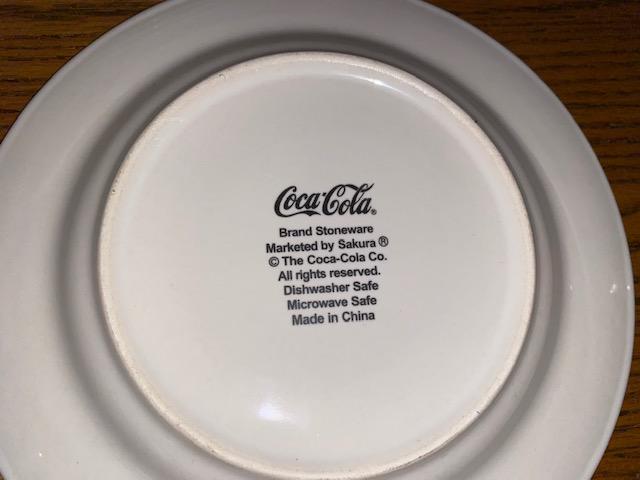 Coca-Cola®
Brand Stoneware
Marketed by Sakura ®
© The Coca-Cola Co.
All rights reserved.
Dishwasher Safe
Microwave Safe
Made in China